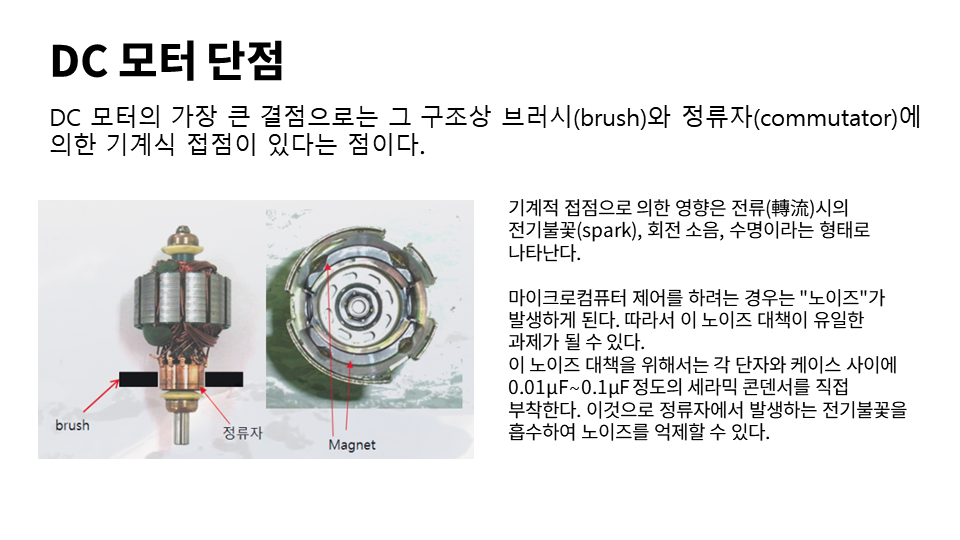 DC 모터 단점
DC 모터의 가장 큰 결점으로는 그 구조상 브러시(brush)와 정류자(commutator)에
의한 기계식 접점이 있다는 점이다.
기계적 접점으로 의한 영향은 전류(轉流)시의
전기불꽃(spark), 회전 소음, 수명이라는 형태로
나타난다.
마이크로컴퓨터 제어를 하려는 경우는 "노이즈"가
발생하게 된다. 따라서 이 노이즈 대책이 유일한
과제가 될 수 있다.
이 노이즈 대책을 위해서는 각 단자와 케이스 사이에
0.01µF~0.1µF 정도의 세라믹 콘덴서를 직접
부착한다. 이것으로 정류자에서 발생하는 전기불꽃을
흡수하여 노이즈를 억제할 수 있다.
brush
정류자
Magnet